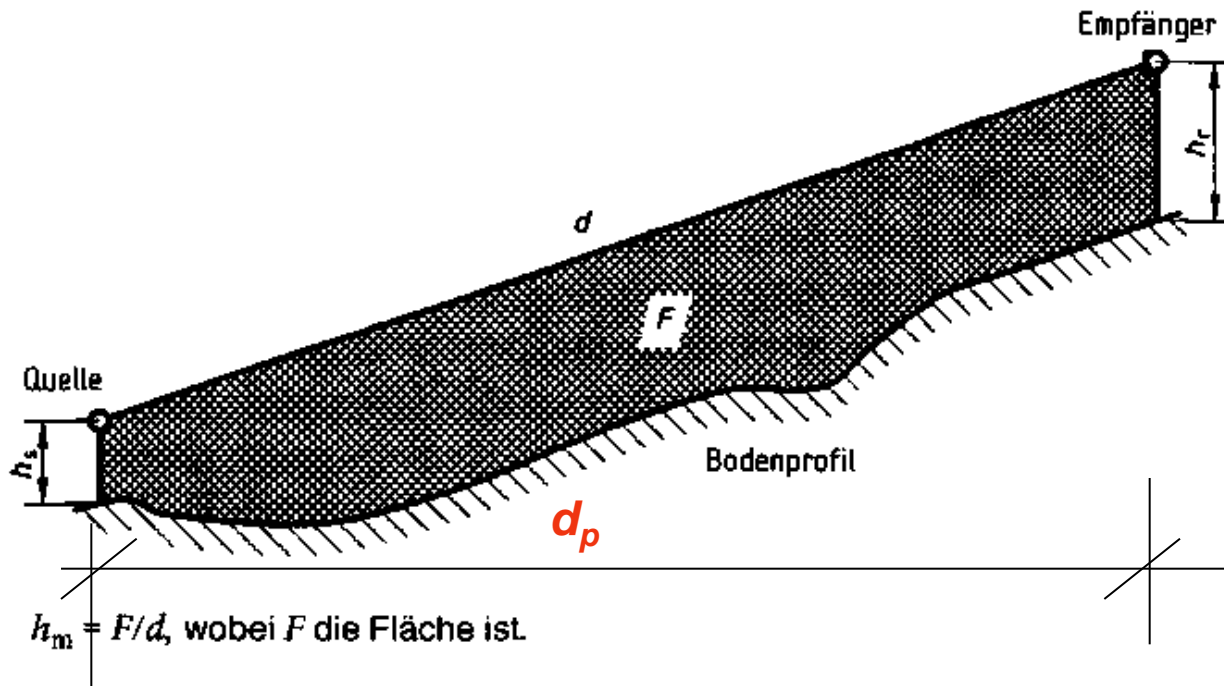 Empfänger
h_r
d
F
Quelle
h_s
Bodenprofil
d_p
h_m = F/d, wobei F die Fläche ist.